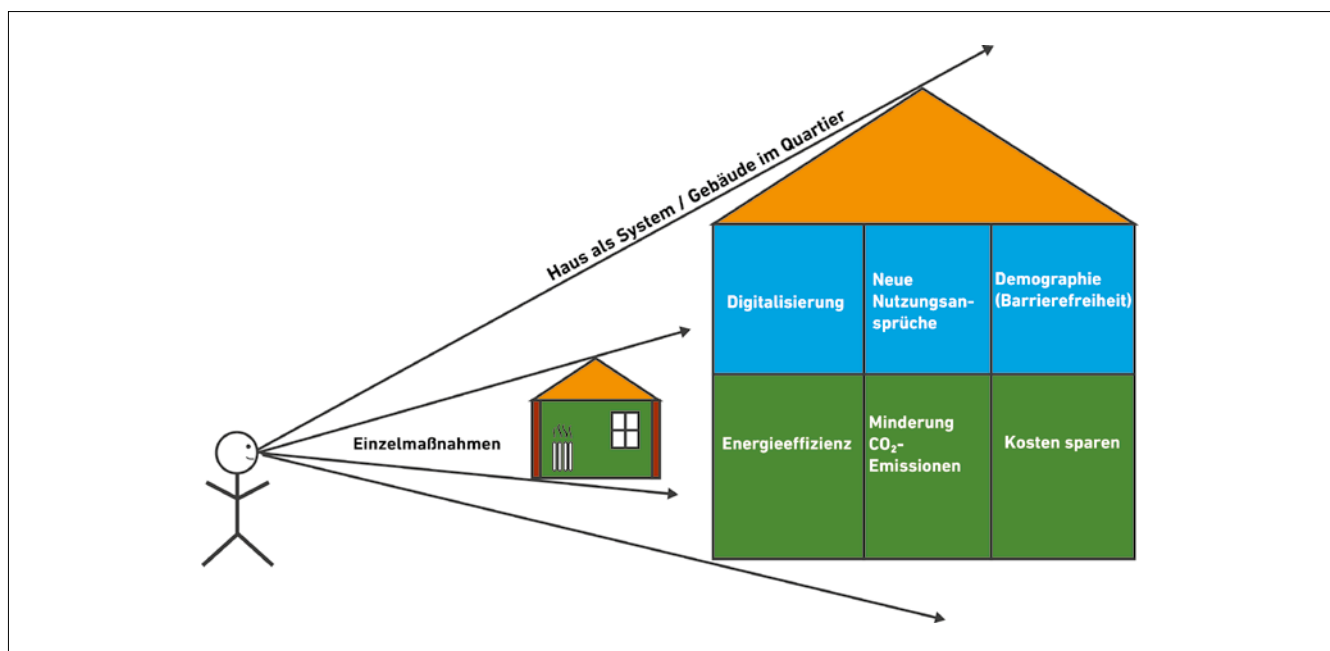 Haus als System / Gebäude im Quartier
Digitalisierung
Neue
Nutzungsan-
sprüche
Demographie
(Barrierefreiheit)
Einzelmaßnahmen
Energieeffizienz
Minderung
CO₂-
Emissionen
Kosten sparen